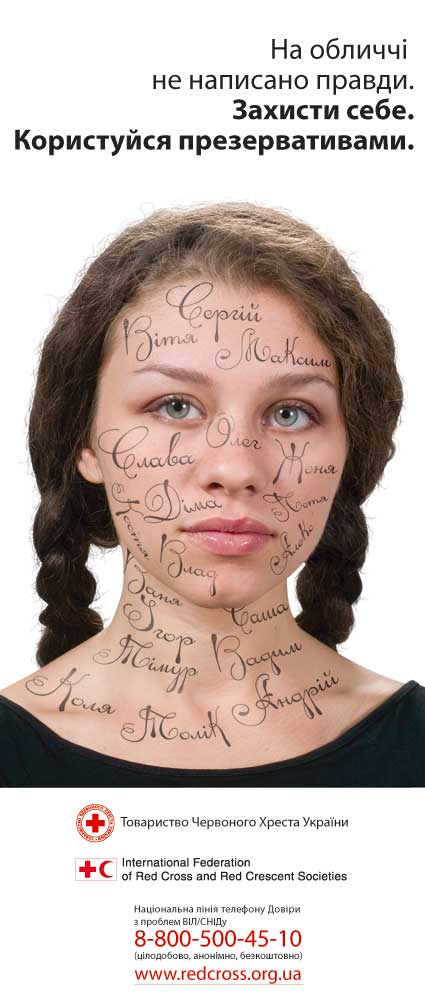 На обличчі
не написано правди.
Захисти себе.
Користуйся презервативами.
Сергій
Вітя
Максим
Олег
Слава
Женя
Діма
Петя
Костя
Алекс
Влад
Ваня
Ігор
Саша
Тімур
Вадим
Коля
Андрій
Толік
Товариство Червоного Хреста України
International Federation
of Red Cross and Red Crescent Societies
Національна лінія телефону Довіри
з проблем ВІЛ/СНІДу
8-800-500-45-10
(цілодобово, анонімно, безкоштовно)
www.redcross.org.ua